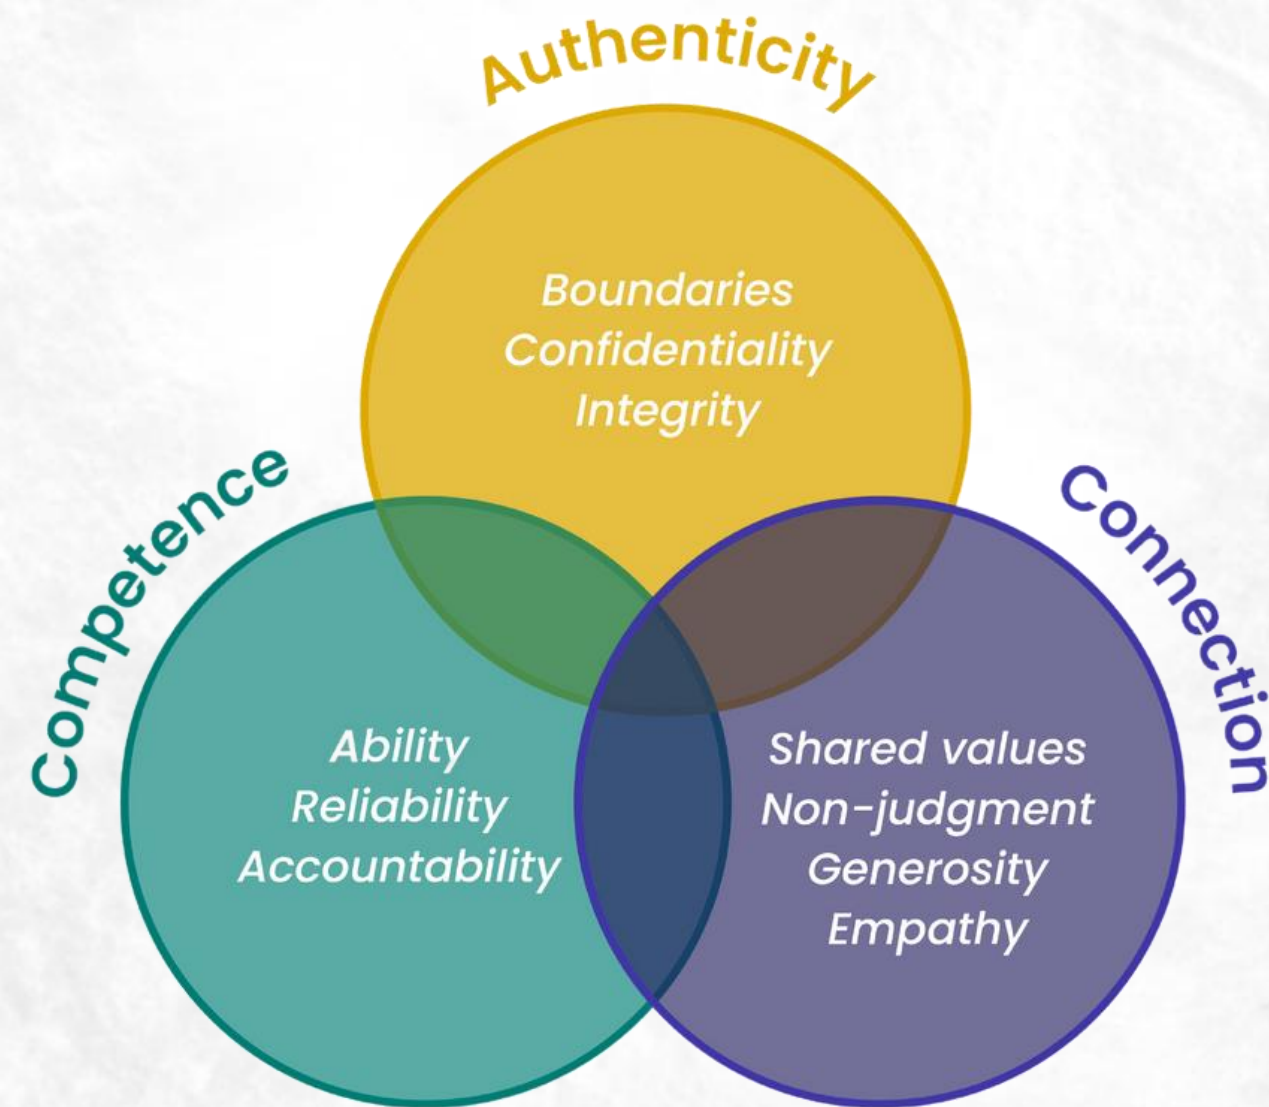 Authenticity
Boundaries
Confidentiality
Integrity
Competence
Ability
Reliability
Accountability
Connection
Shared values
Non-judgment
Generosity
Empathy